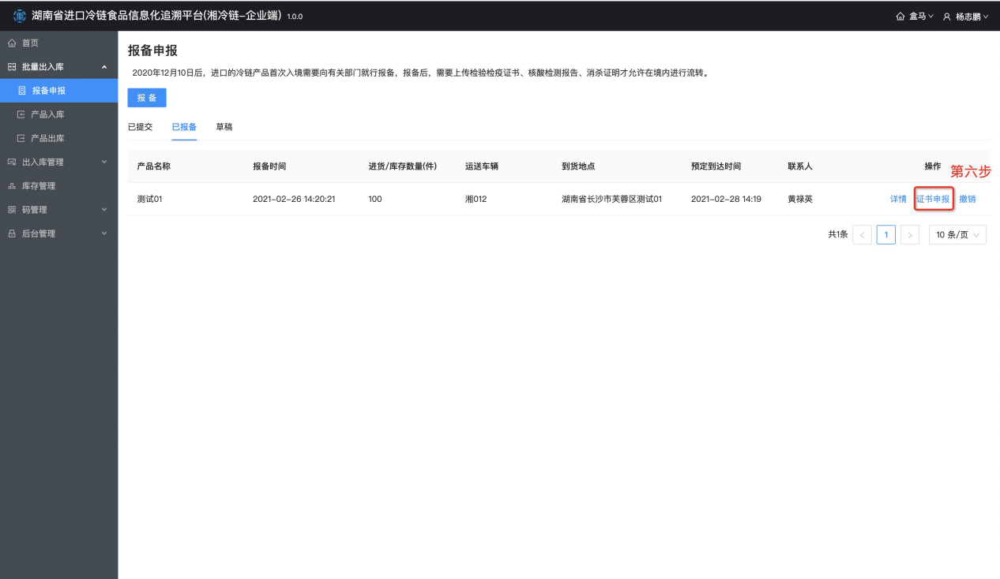 湖南省进口冷链食品信息化追溯平台(湘冷链-企业端) 1.0.0 盒马 杨志鹏
首页
批量出入库
报备申报
产品入库
产品出库
出入库管理
库存管理
码管理
后台管理
报备申报
2020年12月10日后，进口的冷链产品首次入境需要向有关部门就行报备，报备后，需要上传检验检疫证书、核酸检测报告、消杀证明才允许在境内进行流转。
报 备
已提交 已报备 草稿
产品名称 报备时间 进货/库存数量(件) 运送车辆 到货地点 预定到达时间 联系人 操作
第六步
测试01 2021-02-26 14:20:21 100 湘012 湖南省长沙市芙蓉区测试01 2021-02-28 14:19 黄禄英 详情 证书申报 撤销
共1条 < 1 > 10 条/页